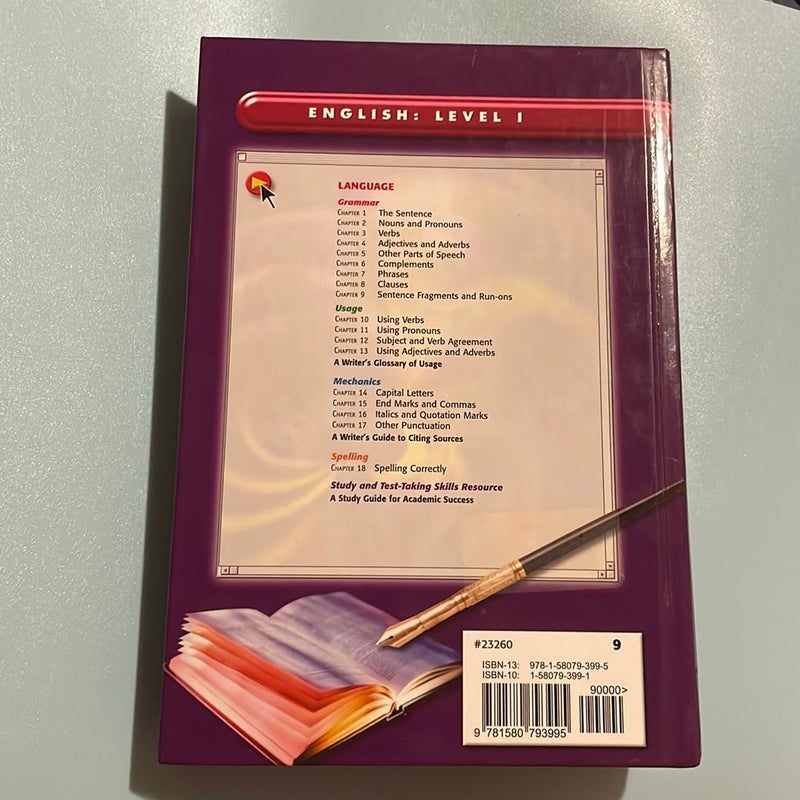 ENGLISH: LEVEL I
LANGUAGE
Grammar
CHAPTER 1 The Sentence
CHAPTER 2 Nouns and Pronouns
CHAPTER 3 Verbs
CHAPTER 4 Adjectives and Adverbs
CHAPTER 5 Other Parts of Speech
CHAPTER 6 Complements
CHAPTER 7 Phrases
CHAPTER 8 Clauses
CHAPTER 9 Sentence Fragments and Run-ons
Usage
CHAPTER 10 Using Verbs
CHAPTER 11 Using Pronouns
CHAPTER 12 Subject and Verb Agreement
CHAPTER 13 Using Adjectives and Adverbs
A Writer's Glossary of Usage
Mechanics
CHAPTER 14 Capital Letters
CHAPTER 15 End Marks and Commas
CHAPTER 16 Italics and Quotation Marks
CHAPTER 17 Other Punctuation
A Writer's Guide to Citing Sources
Spelling
CHAPTER 18 Spelling Correctly
Study and Test-Taking Skills Resource
A Study Guide for Academic Success
#23260 9
ISBN-13: 978-1-58079-399-5
ISBN-10: 1-58079-399-1
90000>
9 781580 793995